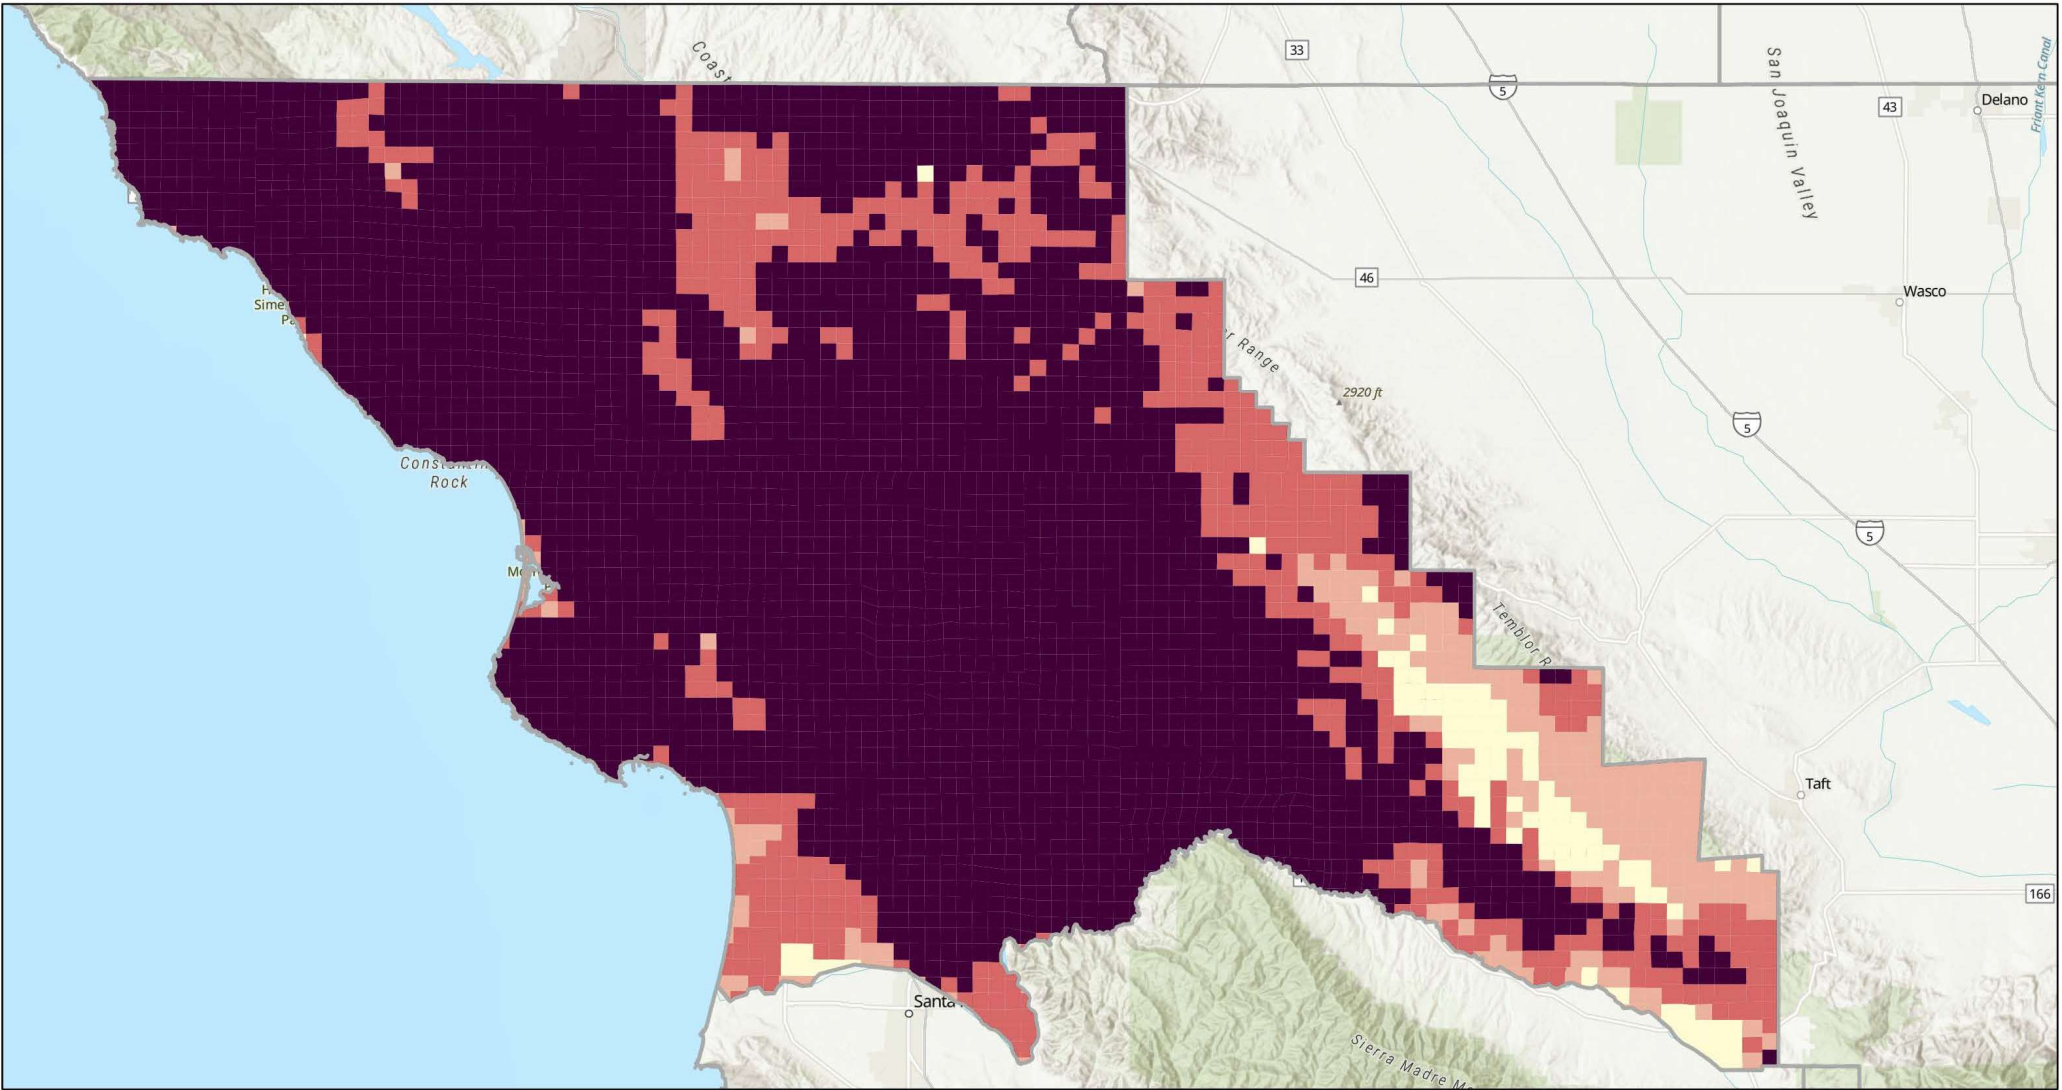 Coast
33
5
San Joaquin Valley
43
Delano
Friant Kern Canal
46
Wasco
Range
2920 ft
5
Rock
5
Temblor R
Taft
166
Santa
Sierra Madre